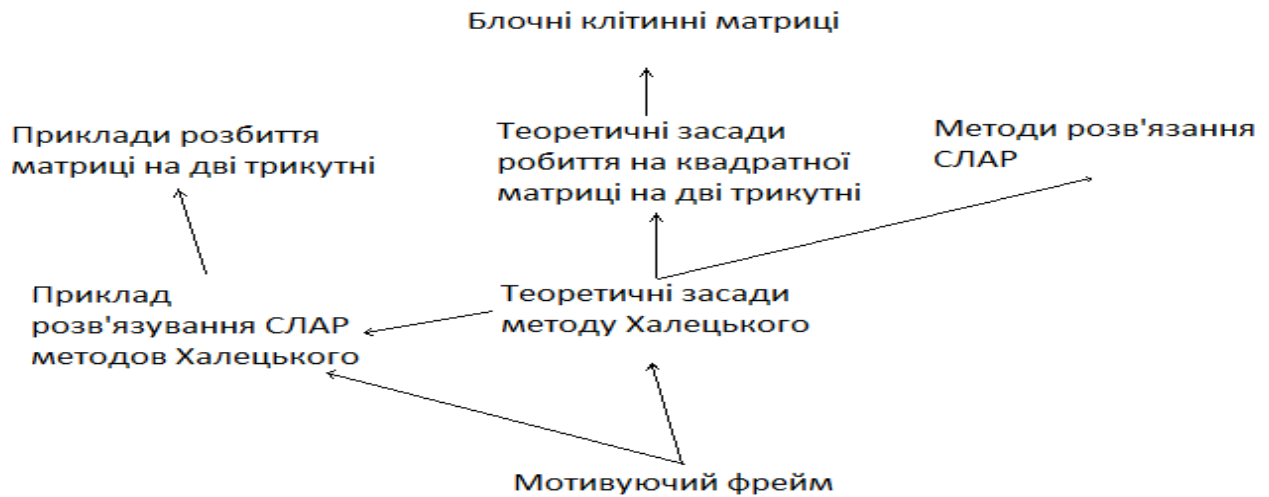 Блочні клітинні матриці
Приклади розбиття
матриці на дві трикутні
Теоретичні засади
робиття на квадратної
матриці на дві трикутні
Методи розв'язання
СЛАР
Приклад
розв'язування СЛАР
методов Халецького
Теоретичні засади
методу Халецького
Мотивуючий фрейм